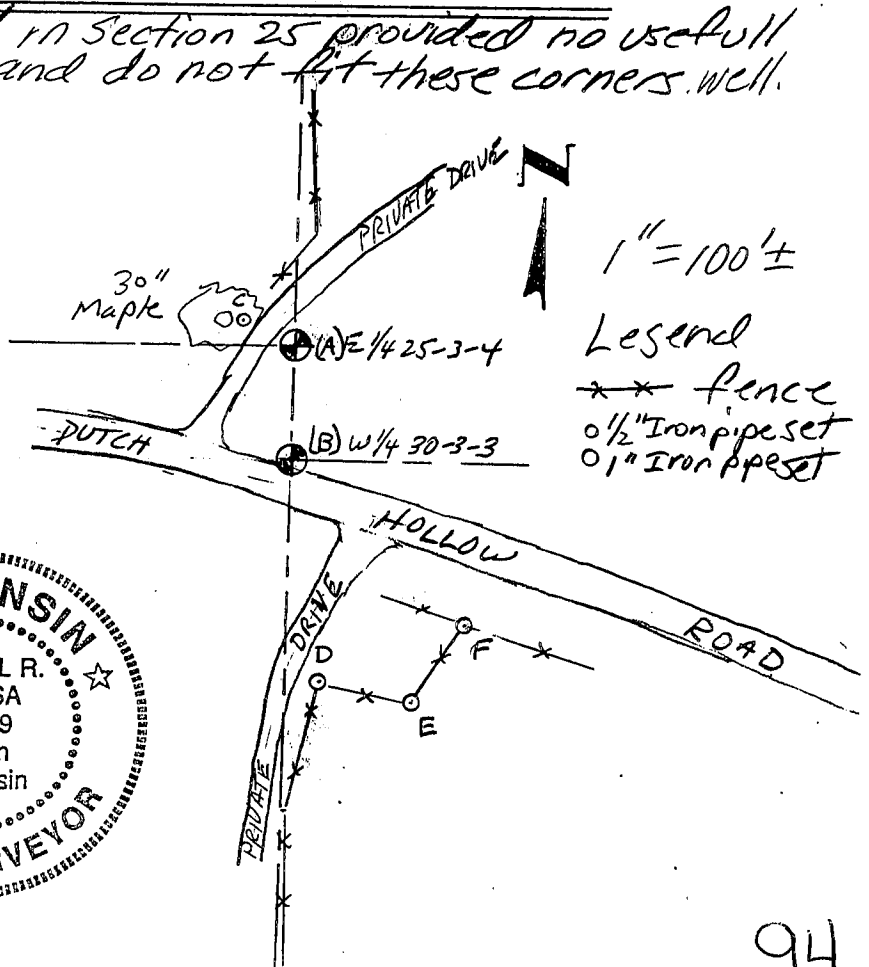 in Section 25 provided no usefull
and do not fit these corners well.
PRIVATE DRIVE
N
1"=100'±
30"
Maple
C
(A) E 1/4 25-3-4
Legend
fence
DUTCH
(B) W 1/4 30-3-3
O 1/2" Iron pipe set
O 1" Iron pipe set
HOLLOW
ROAD
PRIVATE DRIVE
D
F
E
NSIN
L R.
SA
9
n
sin
VEYOR
94